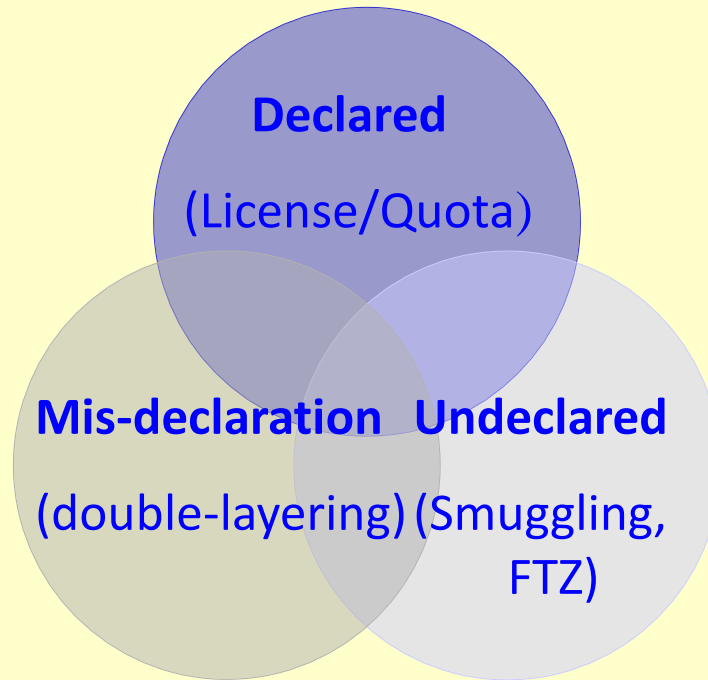 Declared
(License/Quota)
Mis-declaration
(double-layering)
Undeclared
(Smuggling,
FTZ)